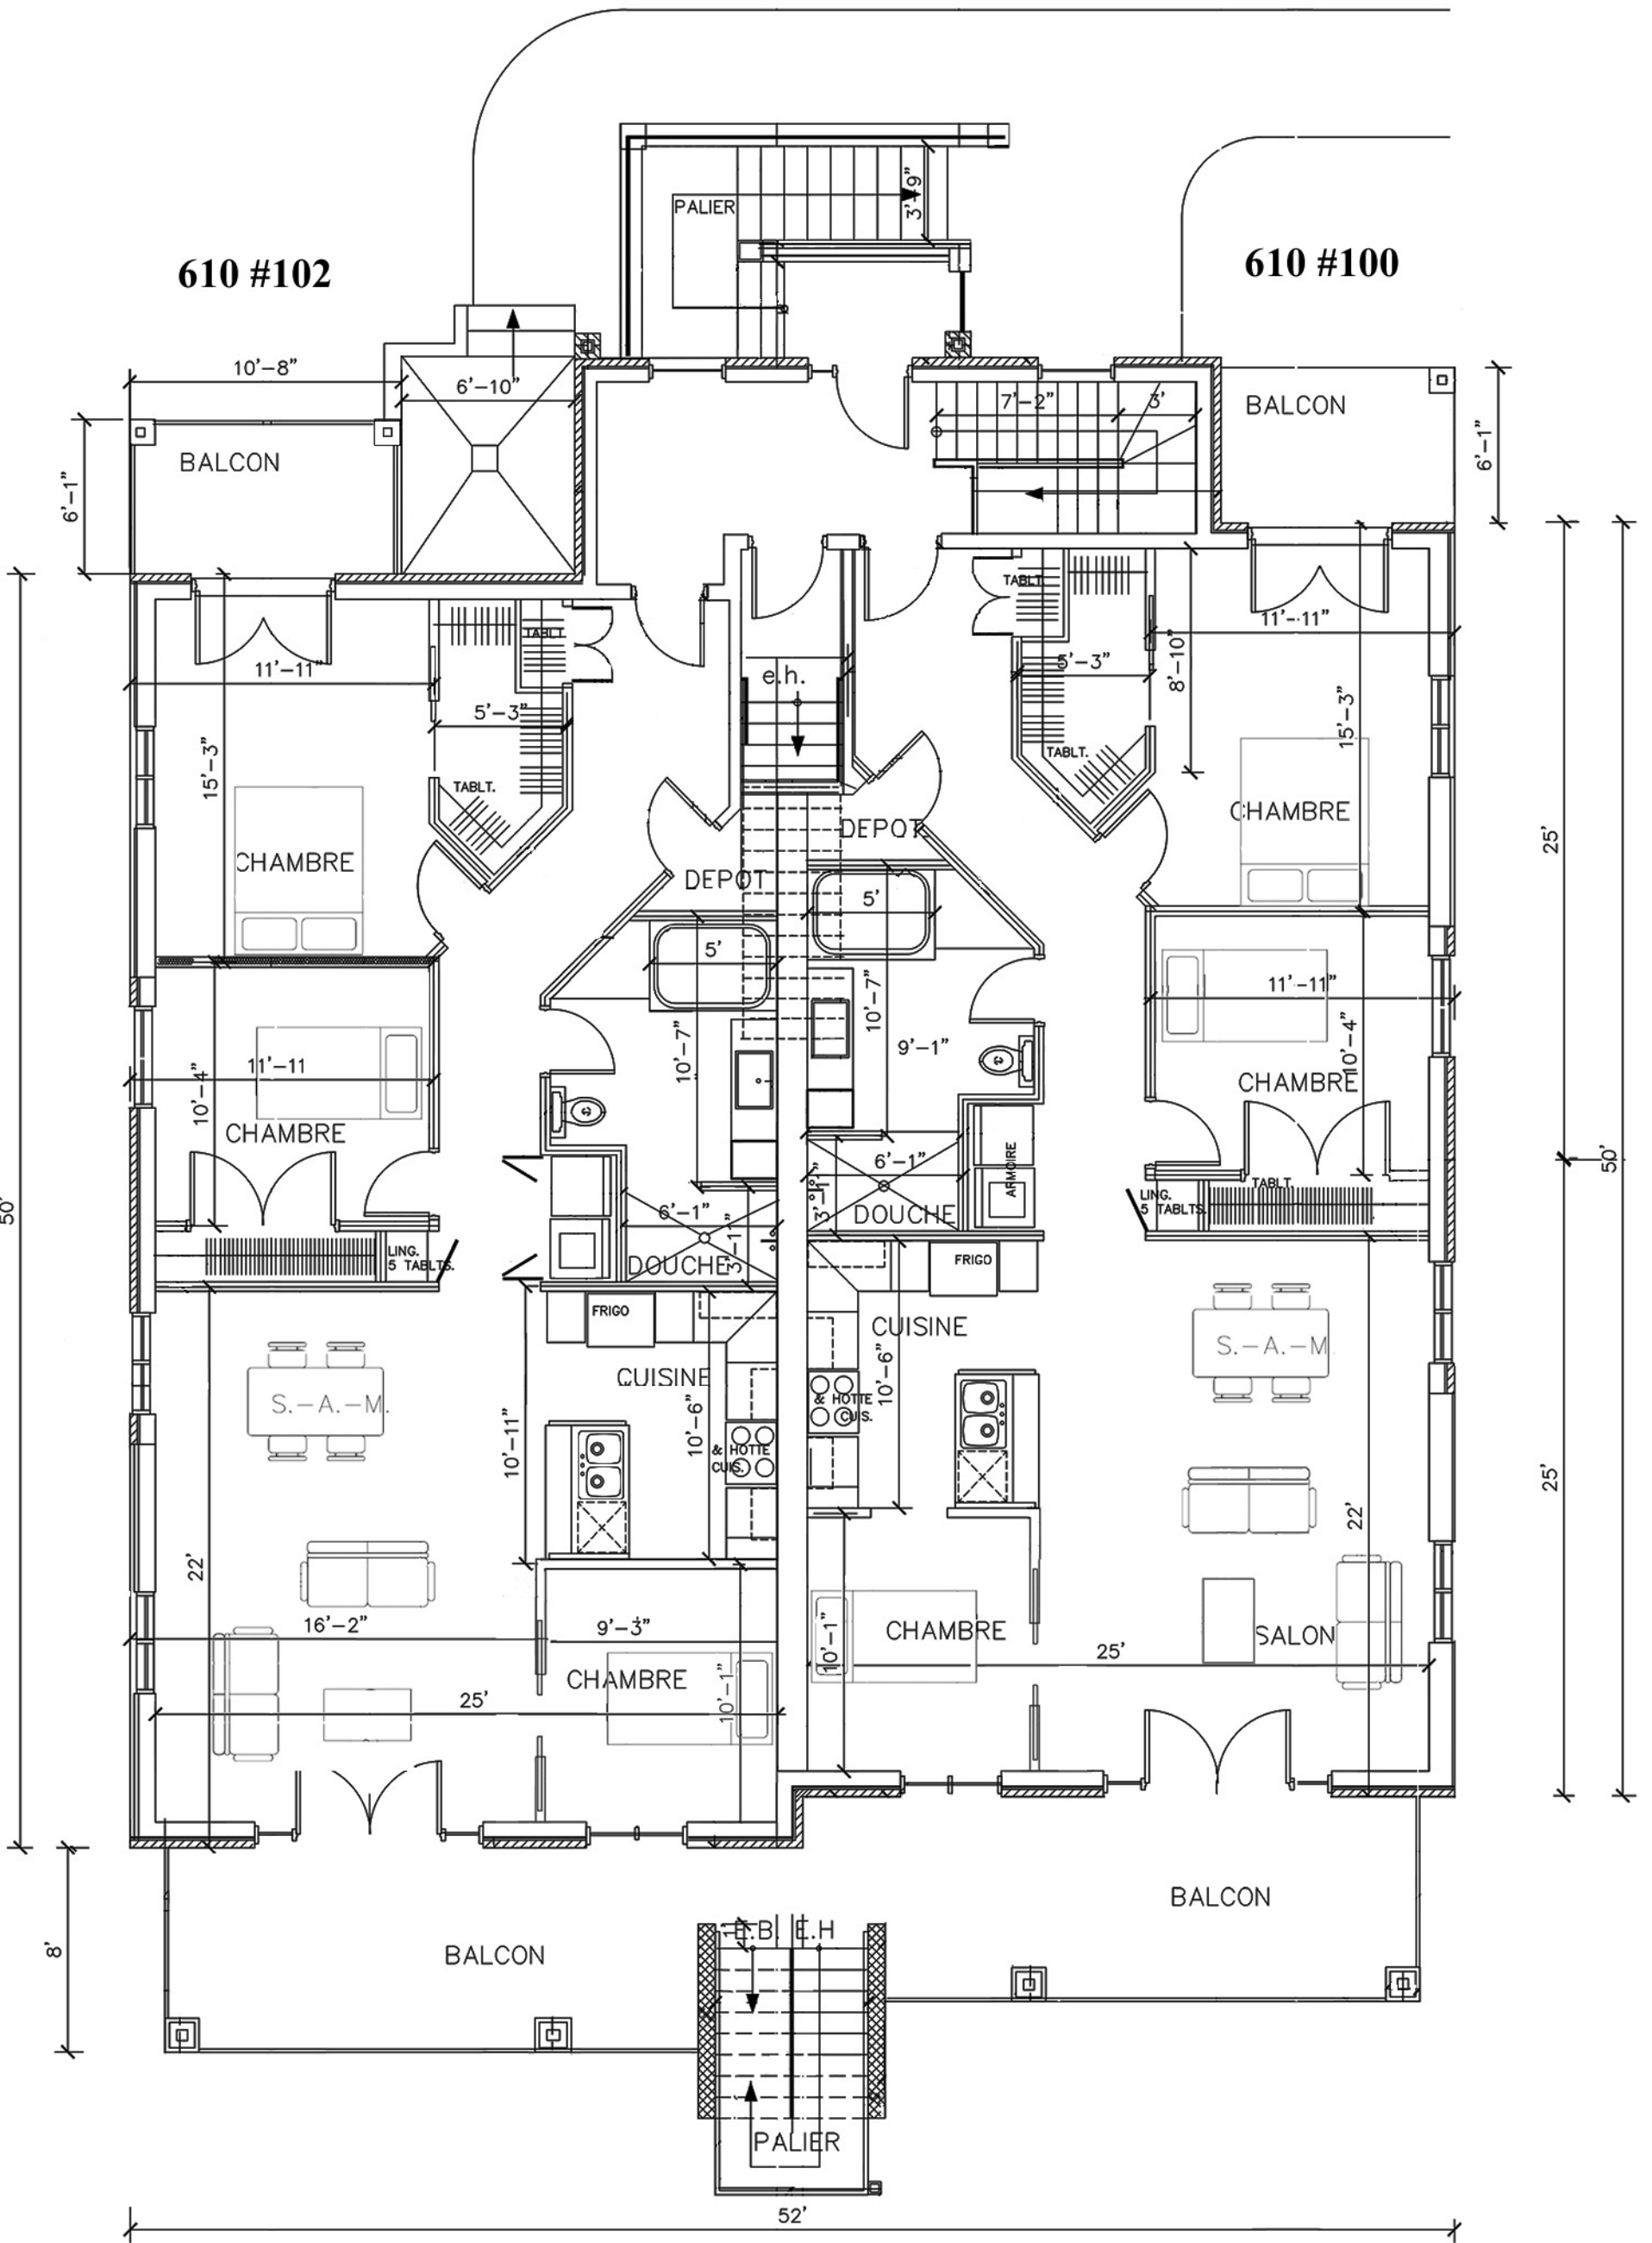 PALIER
3'-9"
610 #102
610 #100
10'-8"
6'-10"
7'-2"
3'
BALCON
BALCON
6'-1"
6'-1"
TABLT.
TABLT.
11'-11"
11'-11"
5'-3"
5'-3"
8'-10"
e.h.
15'-3"
15'-3"
TABLT.
TABLT.
CHAMBRE
CHAMBRE
DEPOT
DEPOT
25'
5'
5'
10'-7"
10'-7"
9'-1"
11'-11
11'-11"
10'-4"
10'-4"
CHAMBRE
CHAMBRE
ARMOIRE
6'-1"
6'-1"
3'-1"
3'-1"
DOUCHE
DOUCHE
TABLT.
LING.
5 TABLTS.
LING.
5 TABLTS.
50'
50'
FRIGO
FRIGO
CUISINE
CUISINE
S.-A.-M.
S.-A.-M
10'-11"
10'-6"
10'-6"
& HOTTE
CUIS.
& HOTTE
CUIS.
25'
22'
22'
16'-2"
9'-3"
CHAMBRE
CHAMBRE
10'-1"
10'-1"
SALON
25'
25'
BALCON
BALCON
8'
1'
E.B.
E.H
PALIER
52'